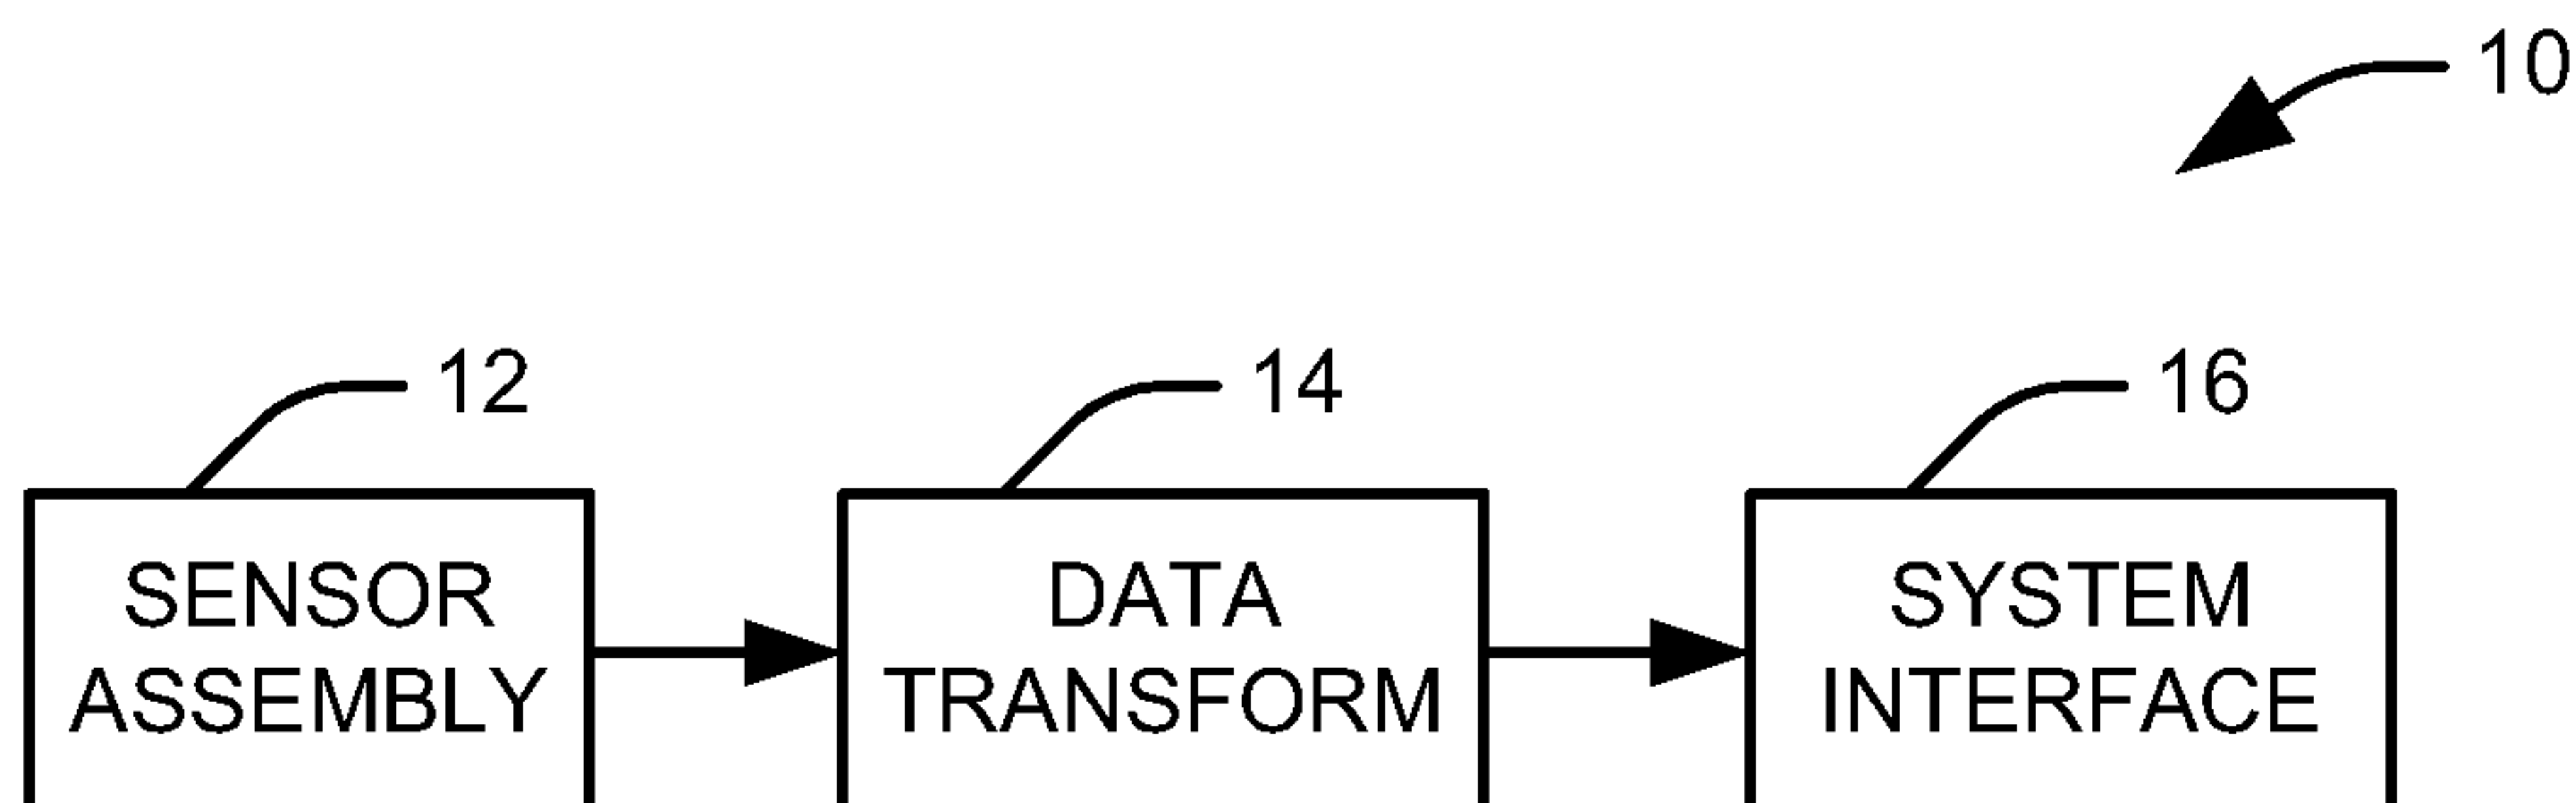 10
12
14
16
SENSOR
ASSEMBLY
DATA
TRANSFORM
SYSTEM
INTERFACE